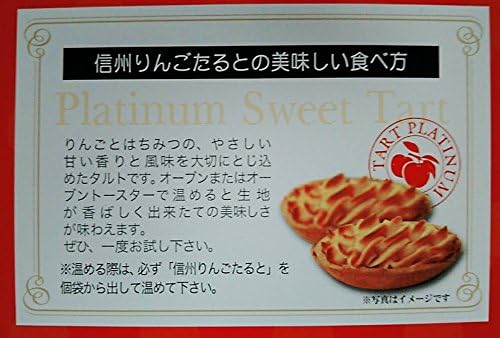 信州りんごたるとの美味しい食べ方
Platinum Sweet Tart
りんごとはちみつの、やさしい
甘い香りと風味を大切にとじ込
めたタルトです。オーブンまたはオー
ブントースターで温めると生地
が香ばしく出来たての美味しさ
が味わえます。
ぜひ、一度お試し下さい。
※温める際は、必ず「信州りんごたると」を
個袋から出して温めて下さい。
TART PLATINUM
※写真はイメージです